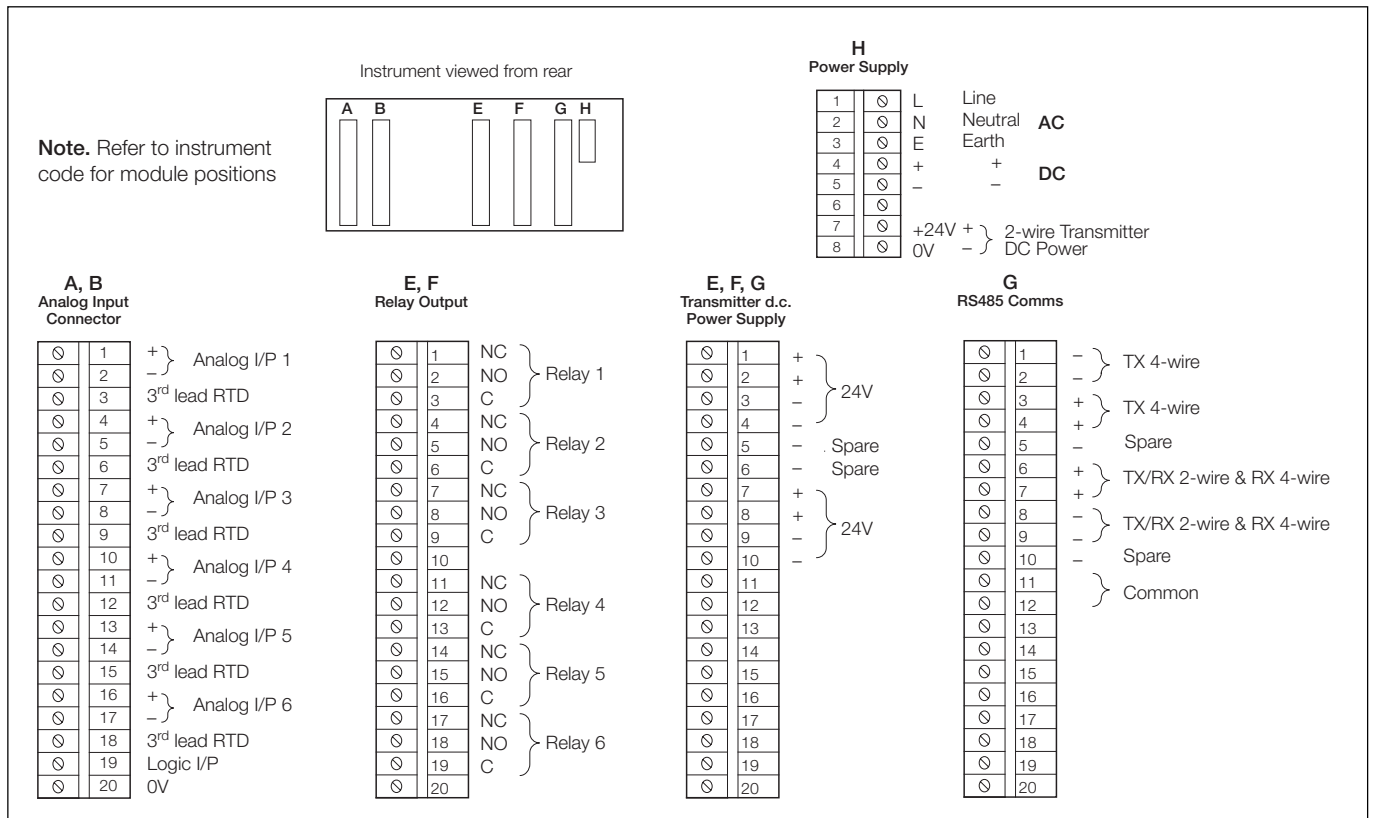 Instrument viewed from rear
A B E F G H
Note. Refer to instrument
code for module positions
H
Power Supply
1 L Line
2 N Neutral AC
3 E Earth
4 + + DC
5 – –
6
7 +24V + 2-wire Transmitter
8 0V – DC Power
A, B
Analog Input
Connector
1 + Analog I/P 1
2 –
3 3rd lead RTD
4 + Analog I/P 2
5 –
6 3rd lead RTD
7 + Analog I/P 3
8 –
9 3rd lead RTD
10 + Analog I/P 4
11 –
12 3rd lead RTD
13 + Analog I/P 5
14 –
15 3rd lead RTD
16 + Analog I/P 6
17 –
18 3rd lead RTD
19 Logic I/P
20 0V
E, F
Relay Output
1 NC
2 NO Relay 1
3 C
4 NC
5 NO Relay 2
6 C
7 NC
8 NO Relay 3
9 C
10
11 NC
12 NO Relay 4
13 C
14 NC
15 NO Relay 5
16 C
17 NC
18 NO Relay 6
19 C
20
E, F, G
Transmitter d.c.
Power Supply
1 +
2 + 24V
3 –
4 –
5 – . Spare
6 – Spare
7 +
8 + 24V
9 –
10 –
11
12
13
14
15
16
17
18
19
20
G
RS485 Comms
1 – TX 4-wire
2 –
3 + TX 4-wire
4 +
5 – Spare
6 + TX/RX 2-wire & RX 4-wire
7 +
8 – TX/RX 2-wire & RX 4-wire
9 –
10 – Spare
11 Common
12
13
14
15
16
17
18
19
20